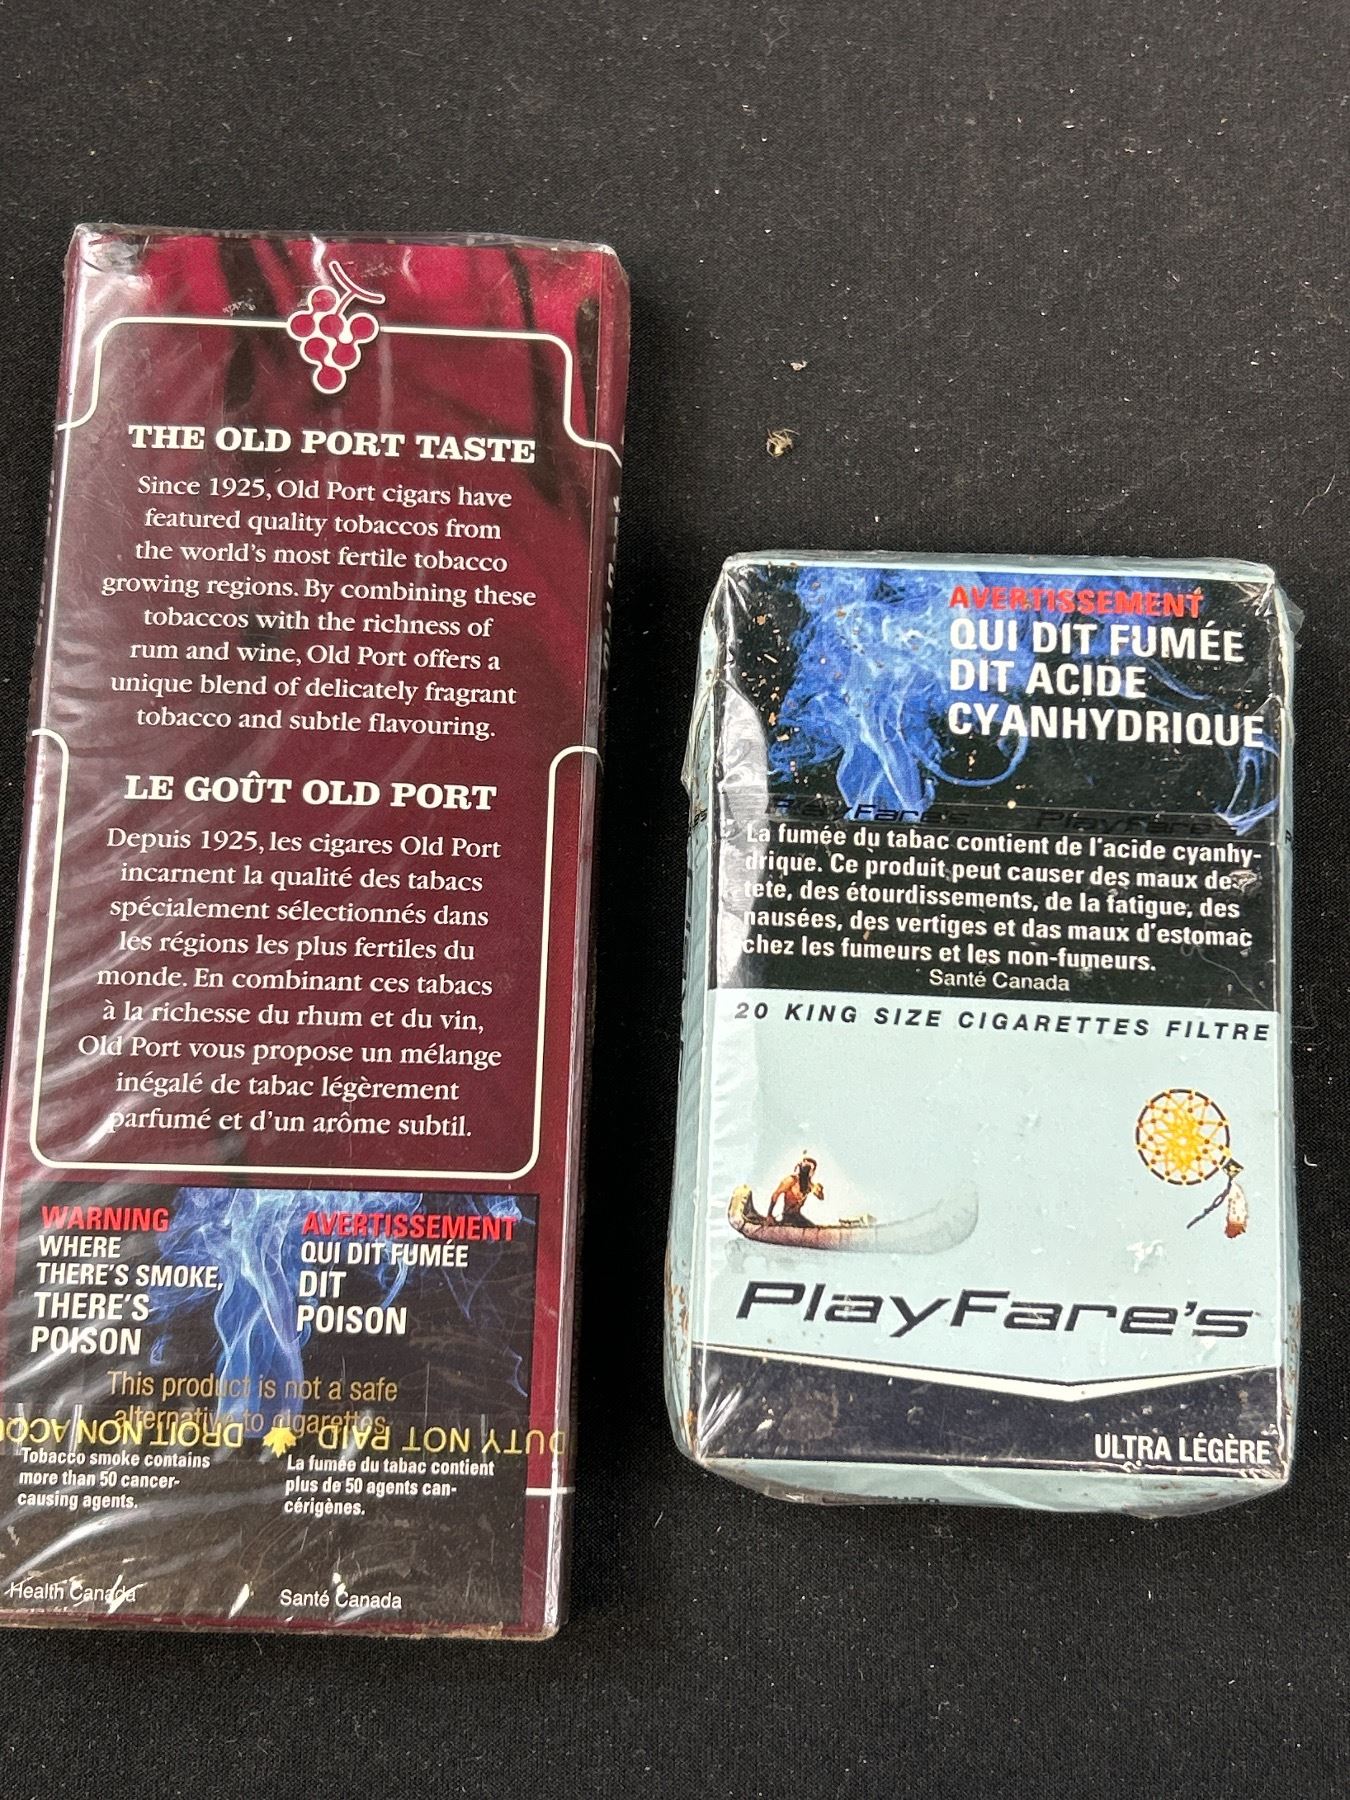 THE OLD PORT TASTE
Since 1925, Old Port cigars have
featured quality tobaccos from
the world's most fertile tobacco
growing regions. By combining these
tobaccos with the richness of
rum and wine, Old Port offers a
unique blend of delicately fragrant
tobacco and subtle flavouring.
LE GOÛT OLD PORT
Depuis 1925, les cigares Old Port
incarnent la qualité des tabacs
spécialement sélectionnés dans
les régions les plus fertiles du
monde. En combinant ces tabacs
à la richesse du rhum et du vin,
Old Port vous propose un mélange
inégalé de tabac légèrement
parfumé et d'un arôme subtil.
WARNING
WHERE
THERE'S SMOKE,
THERE'S
POISON
AVERTISSEMENT
QUI DIT FUMÉE
DIT
POISON
This product is not a safe
alternative to cigarettes.
DUTY NOT PAID DROIT NON
Tobacco smoke contains
more than 50 cancer-
causing agents.
La fumée du tabac contient
plus de 50 agents can-
cérigènes.
Health Canada
Santé Canada
AVERTISSEMENT
QUI DIT FUMÉE
DIT ACIDE
CYANHYDRIQUE
PlayFare's PlayFare's
La fumée du tabac contient de l'acide cyanhy-
drique. Ce produit peut causer des maux de
tete, des étourdissements, de la fatigue, des
nausées, des vertiges et das maux d'estomac
chez les fumeurs et les non-fumeurs.
Santé Canada
20 KING SIZE CIGARETTES FILTRE
PlayFare's
ULTRA LÉGÈRE